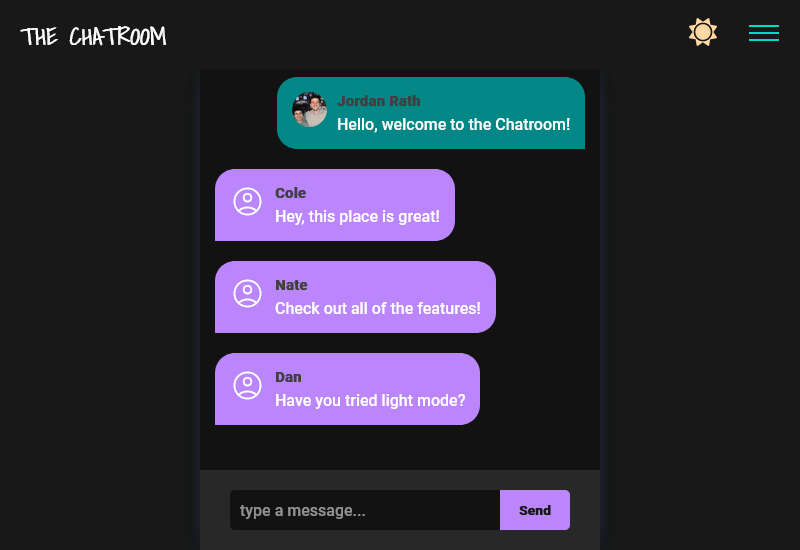 THE CHATROOM
Jordan Rath
Hello, welcome to the Chatroom!
Cole
Hey, this place is great!
Nate
Check out all of the features!
Dan
Have you tried light mode?
type a message...
Send